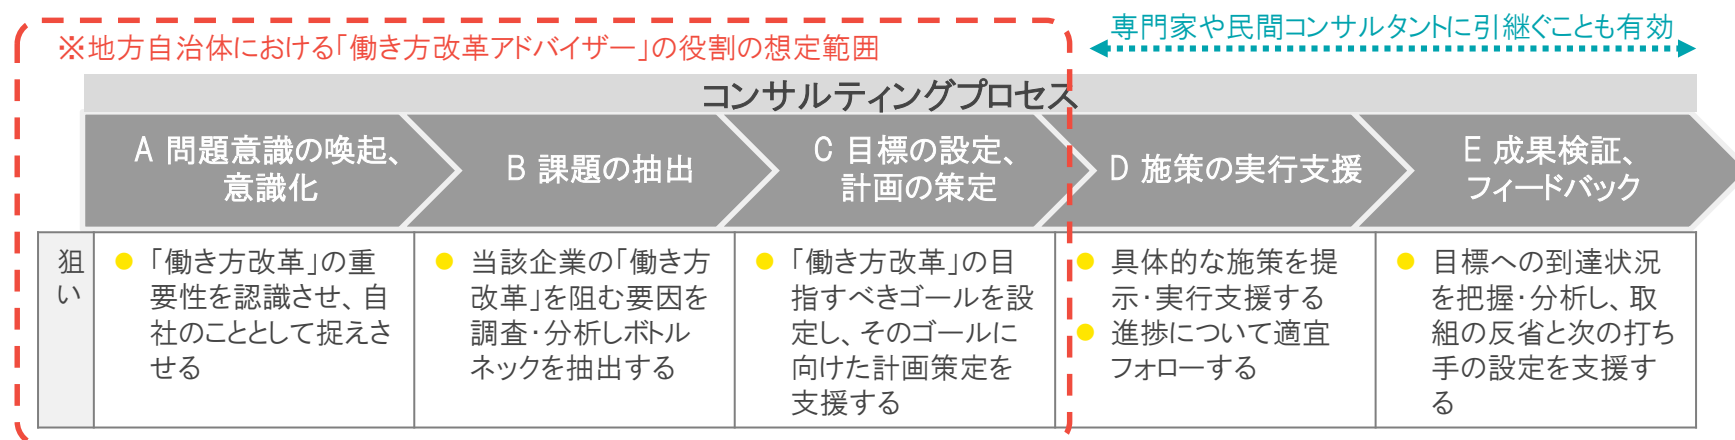 ※地方自治体における「働き方改革アドバイザー」の役割の想定範囲
専門家や民間コンサルタントに引継ぐことも有効
コンサルティングプロセス
A 問題意識の喚起、
意識化
B 課題の抽出
C 目標の設定、
計画の策定
D 施策の実行支援
E 成果検証、
フィードバック
狙
い
● 「働き方改革」の重
要性を認識させ、自
社のこととして捉えさ
せる
● 当該企業の「働き方
改革」を阻む要因を
調査・分析しボトル
ネックを抽出する
● 「働き方改革」の目
指すべきゴールを設
定し、そのゴールに
向けた計画策定を
支援する
● 具体的な施策を提
示・実行支援する
● 進捗について適宜
フォローする
● 目標への到達状況
を把握・分析し、取
組の反省と次の打ち
手の設定を支援す
る